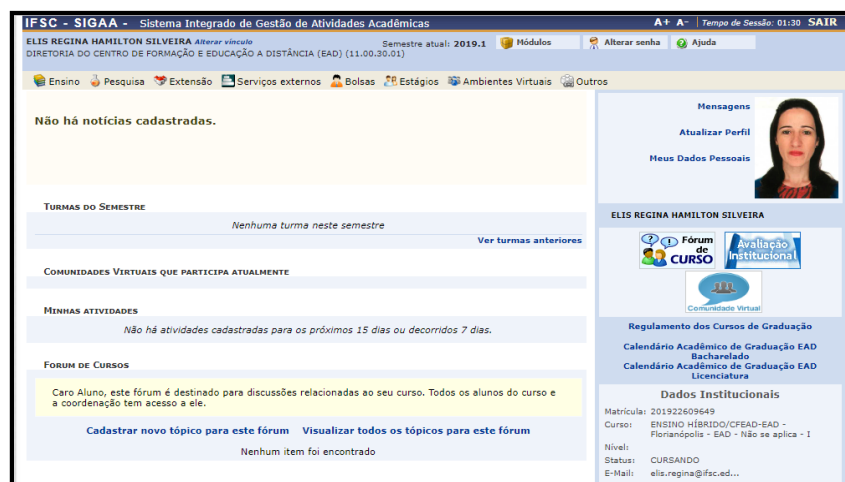 IFSC - SIGAA - Sistema Integrado de Gestão de Atividades Acadêmicas
A+ A- Tempo de Sessão: 01:30 SAIR
ELIS REGINA HAMILTON SILVEIRA Alterar vínculo
Semestre atual: 2019.1
Módulos
Alterar senha
Ajuda
DIRETORIA DO CENTRO DE FORMAÇÃO E EDUCAÇÃO A DISTÂNCIA (EAD) (11.00.30.01)
Ensino Pesquisa Extensão Serviços externos Bolsas Estágios Ambientes Virtuais Outros
Não há notícias cadastradas.
TURMAS DO SEMESTRE
Nenhuma turma neste semestre
Ver turmas anteriores
COMUNIDADES VIRTUAIS QUE PARTICIPA ATUALMENTE
MINHAS ATIVIDADES
Não há atividades cadastradas para os próximos 15 dias ou decorridos 7 dias.
FORUM DE CURSOS
Caro Aluno, este fórum é destinado para discussões relacionadas ao seu curso. Todos os alunos do curso e
a coordenação tem acesso a ele.
Cadastrar novo tópico para este fórum Visualizar todos os tópicos para este fórum
Nenhum item foi encontrado
Mensagens
Atualizar Perfil
Meus Dados Pessoais
ELIS REGINA HAMILTON SILVEIRA
Fórum
de
CURSO
Avaliação
Institucional
Comunidade Virtual
Regulamento dos Cursos de Graduação
Calendário Acadêmico de Graduação EAD
Bacharelado
Calendário Acadêmico de Graduação EAD
Licenciatura
Dados Institucionais
Matrícula: 201922609649
Curso: ENSINO HÍBRIDO/CFEAD-EAD -
Florianópolis - EAD - Não se aplica - I
Nível:
Status: CURSANDO
E-Mail: elis.regina@ifsc.ed...